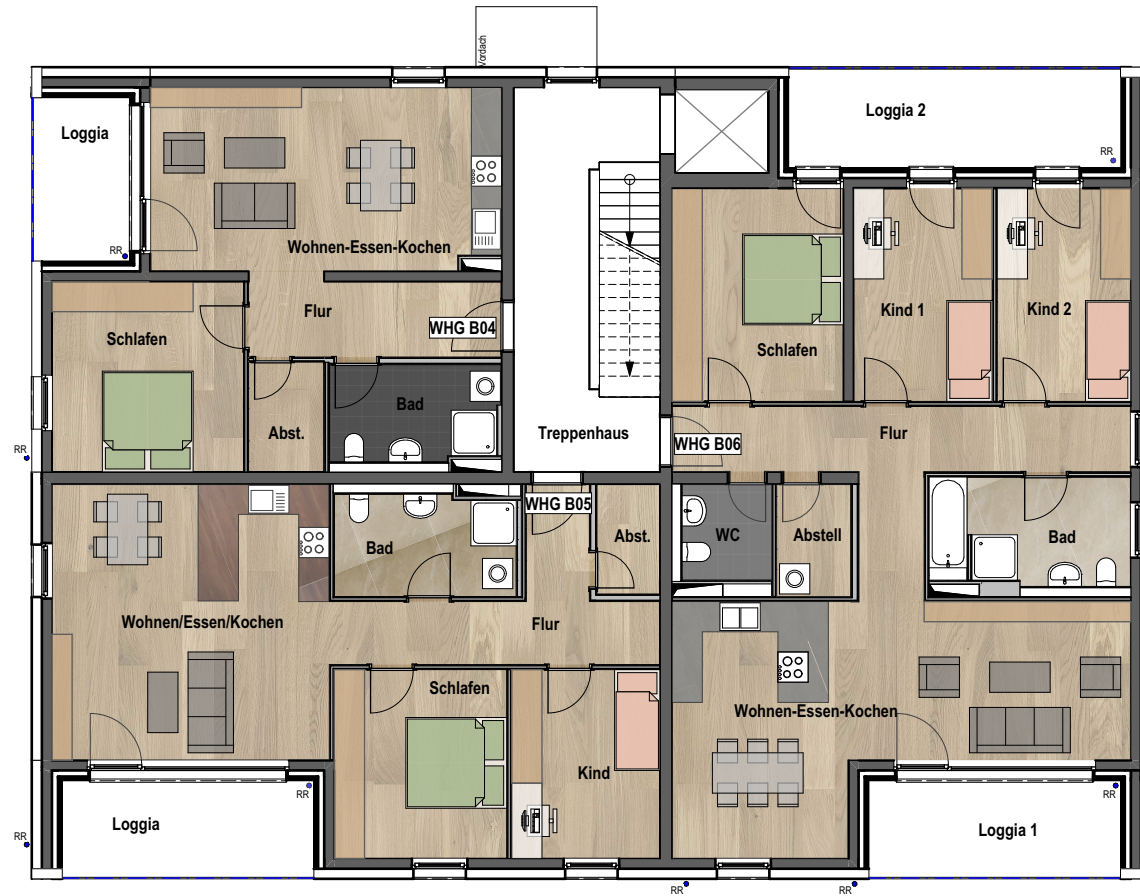 Vordach
Loggia
Loggia 2
RR
RR
Wohnen-Essen-Kochen
Flur
WHG B04
Schlafen
Schlafen
Kind 1
Kind 2
Bad
Abst.
Treppenhaus
WHG B06
Flur
RR
WHG B05
Bad
Abst.
WC
Abstell
Bad
Wohnen/Essen/Kochen
Flur
Schlafen
Kind
Wohnen-Essen-Kochen
RR
RR
Loggia
Loggia 1
RR
RR
RR